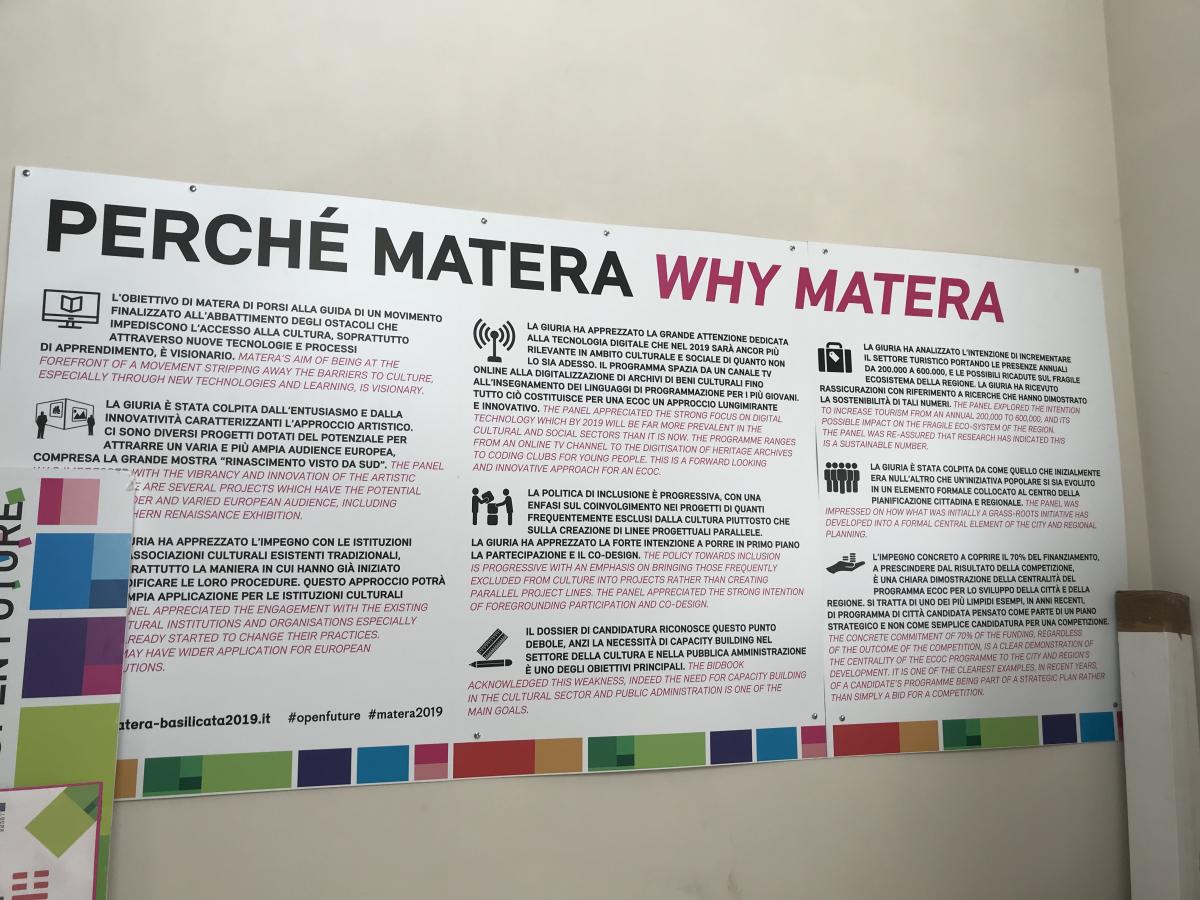 PERCHÉ MATERA WHY MATERA
L'OBIETTIVO DI MATERA DI PORSI ALLA GUIDA DI UN MOVIMENTO
FINALIZZATO ALL'ABBATTIMENTO DEGLI OSTACOLI CHE
IMPEDISCONO L'ACCESSO ALLA CULTURA, SOPRATTUTTO
ATTRAVERSO NUOVE TECNOLOGIE E PROCESSI
DI APPRENDIMENTO, È VISIONARIO. MATERA'S AIM OF BEING AT THE
FOREFRONT OF A MOVEMENT STRIPPING AWAY THE BARRIERS TO CULTURE,
ESPECIALLY THROUGH NEW TECHNOLOGIES AND LEARNING, IS VISIONARY.
LA GIURIA È STATA COLPITA DALL'ENTUSIASMO E DALLA
INNOVATIVITÀ CARATTERIZZANTI L'APPROCCIO ARTISTICO.
CI SONO DIVERSI PROGETTI DOTATI DEL POTENZIALE PER
ATTRARRE UN VARIA E PIÙ AMPIA AUDIENCE EUROPEA,
COMPRESA LA GRANDE MOSTRA "RINASCIMENTO VISTO DA SUD". THE PANEL
WITH THE VIBRANCY AND INNOVATION OF THE ARTISTIC
E ARE SEVERAL PROJECTS WHICH HAVE THE POTENTIAL
DER AND VARIED EUROPEAN AUDIENCE, INCLUDING
HERN RENAISSANCE EXHIBITION.
URIA HA APPREZZATO L'IMPEGNO CON LE ISTITUZIONI
ASSOCIAZIONI CULTURALI ESISTENTI TRADIZIONALI,
RATTUTTO LA MANIERA IN CUI HANNO GIÀ INIZIATO
DIFICARE LE LORO PROCEDURE. QUESTO APPROCCIO POTRÀ
MPIA APPLICAZIONE PER LE ISTITUZIONI CULTURALI
NEL APPRECIATED THE ENGAGEMENT WITH THE EXISTING
TURAL INSTITUTIONS AND ORGANISATIONS ESPECIALLY
READY STARTED TO CHANGE THEIR PRACTICES.
MAY HAVE WIDER APPLICATION FOR EUROPEAN
UTIONS.
atera-basilicata2019.it #openfuture #matera2019
LA GIURIA HA APPREZZATO LA GRANDE ATTENZIONE DEDICATA
ALLA TECNOLOGIA DIGITALE CHE NEL 2019 SARÀ ANCOR PIÙ
RILEVANTE IN AMBITO CULTURALE E SOCIALE DI QUANTO NON
LO SIA ADESSO. IL PROGRAMMA SPAZIA DA UN CANALE TV
ONLINE ALLA DIGITALIZZAZIONE DI ARCHIVI DI BENI CULTURALI FINO
ALL'INSEGNAMENTO DEI LINGUAGGI DI PROGRAMMAZIONE PER I PIÙ GIOVANI.
TUTTO CIÒ COSTITUISCE PER UNA ECOC UN APPROCCIO LUNGIMIRANTE
E INNOVATIVO. THE PANEL APPRECIATED THE STRONG FOCUS ON DIGITAL
TECHNOLOGY WHICH BY 2019 WILL BE FAR MORE PREVALENT IN THE
CULTURAL AND SOCIAL SECTORS THAN IT IS NOW. THE PROGRAMME RANGES
FROM AN ONLINE TV CHANNEL TO THE DIGITISATION OF HERITAGE ARCHIVES
TO CODING CLUBS FOR YOUNG PEOPLE. THIS IS A FORWARD LOOKING
AND INNOVATIVE APPROACH FOR AN ECOC.
LA POLITICA DI INCLUSIONE È PROGRESSIVA, CON UNA
ENFASI SUL COINVOLGIMENTO NEI PROGETTI DI QUANTI
FREQUENTEMENTE ESCLUSI DALLA CULTURA PIUTTOSTO CHE
SULLA CREAZIONE DI LINEE PROGETTUALI PARALLELE.
LA GIURIA HA APPREZZATO LA FORTE INTENZIONE A PORRE IN PRIMO PIANO
LA PARTECIPAZIONE E IL CO-DESIGN. THE POLICY TOWARDS INCLUSION
IS PROGRESSIVE WITH AN EMPHASIS ON BRINGING THOSE FREQUENTLY
EXCLUDED FROM CULTURE INTO PROJECTS RATHER THAN CREATING
PARALLEL PROJECT LINES. THE PANEL APPRECIATED THE STRONG INTENTION
OF FOREGROUNDING PARTICIPATION AND CO-DESIGN.
IL DOSSIER DI CANDIDATURA RICONOSCE QUESTO PUNTO
DEBOLE, ANZI LA NECESSITÀ DI CAPACITY BUILDING NEL
SETTORE DELLA CULTURA E NELLA PUBBLICA AMMINISTRAZIONE
È UNO DEGLI OBIETTIVI PRINCIPALI. THE BIDBOOK
ACKNOWLEDGED THIS WEAKNESS, INDEED THE NEED FOR CAPACITY BUILDING
IN THE CULTURAL SECTOR AND PUBLIC ADMINISTRATION IS ONE OF THE
MAIN GOALS.
LA GIURIA HA ANALIZZATO L'INTENZIONE DI INCREMENTARE
IL SETTORE TURISTICO PORTANDO LE PRESENZE ANNUALI
DA 200.000 A 600.000, E LE POSSIBILI RICADUTE SUL FRAGILE
ECOSISTEMA DELLA REGIONE. LA GIURIA HA RICEVUTO
RASSICURAZIONI CON RIFERIMENTO A RICERCHE CHE HANNO DIMOSTRATO
LA SOSTENIBILITÀ DI TALI NUMERI. THE PANEL EXPLORED THE INTENTION
TO INCREASE TOURISM FROM AN ANNUAL 200,000 TO 600,000, AND ITS
POSSIBLE IMPACT ON THE FRAGILE ECO-SYSTEM OF THE REGION.
THE PANEL WAS RE-ASSURED THAT RESEARCH HAS INDICATED THIS
IS A SUSTAINABLE NUMBER.
LA GIURIA È STATA COLPITA DA COME QUELLO CHE INIZIALMENTE
ERA NULL'ALTRO CHE UN'INIZIATIVA POPOLARE SI SIA EVOLUTO
IN UN ELEMENTO FORMALE COLLOCATO AL CENTRO DELLA
PIANIFICAZIONE CITTADINA E REGIONALE. THE PANEL WAS
IMPRESSED ON HOW WHAT WAS INITIALLY A GRASS-ROOTS INITIATIVE HAS
DEVELOPED INTO A FORMAL CENTRAL ELEMENT OF THE CITY AND REGIONAL
PLANNING.
L'IMPEGNO CONCRETO A COPRIRE IL 70% DEL FINANZIAMENTO,
A PRESCINDERE DAL RISULTATO DELLA COMPETIZIONE,
È UNA CHIARA DIMOSTRAZIONE DELLA CENTRALITÀ DEL
PROGRAMMA ECOC PER LO SVILUPPO DELLA CITTÀ E DELLA
REGIONE. SI TRATTA DI UNO DEI PIÙ LIMPIDI ESEMPI, IN ANNI RECENTI,
DI PROGRAMMA DI CITTÀ CANDIDATA PENSATO COME PARTE DI UN PIANO
STRATEGICO E NON COME SEMPLICE CANDIDATURA PER UNA COMPETIZIONE.
THE CONCRETE COMMITMENT OF 70% OF THE FUNDING, REGARDLESS
OF THE OUTCOME OF THE COMPETITION, IS A CLEAR DEMONSTRATION OF
THE CENTRALITY OF THE ECOC PROGRAMME TO THE CITY AND REGION'S
DEVELOPMENT. IT IS ONE OF THE CLEAREST EXAMPLES, IN RECENT YEARS,
OF A CANDIDATE'S PROGRAMME BEING PART OF A STRATEGIC PLAN RATHER
THAN SIMPLY A BID FOR A COMPETITION.
EN FUTURE